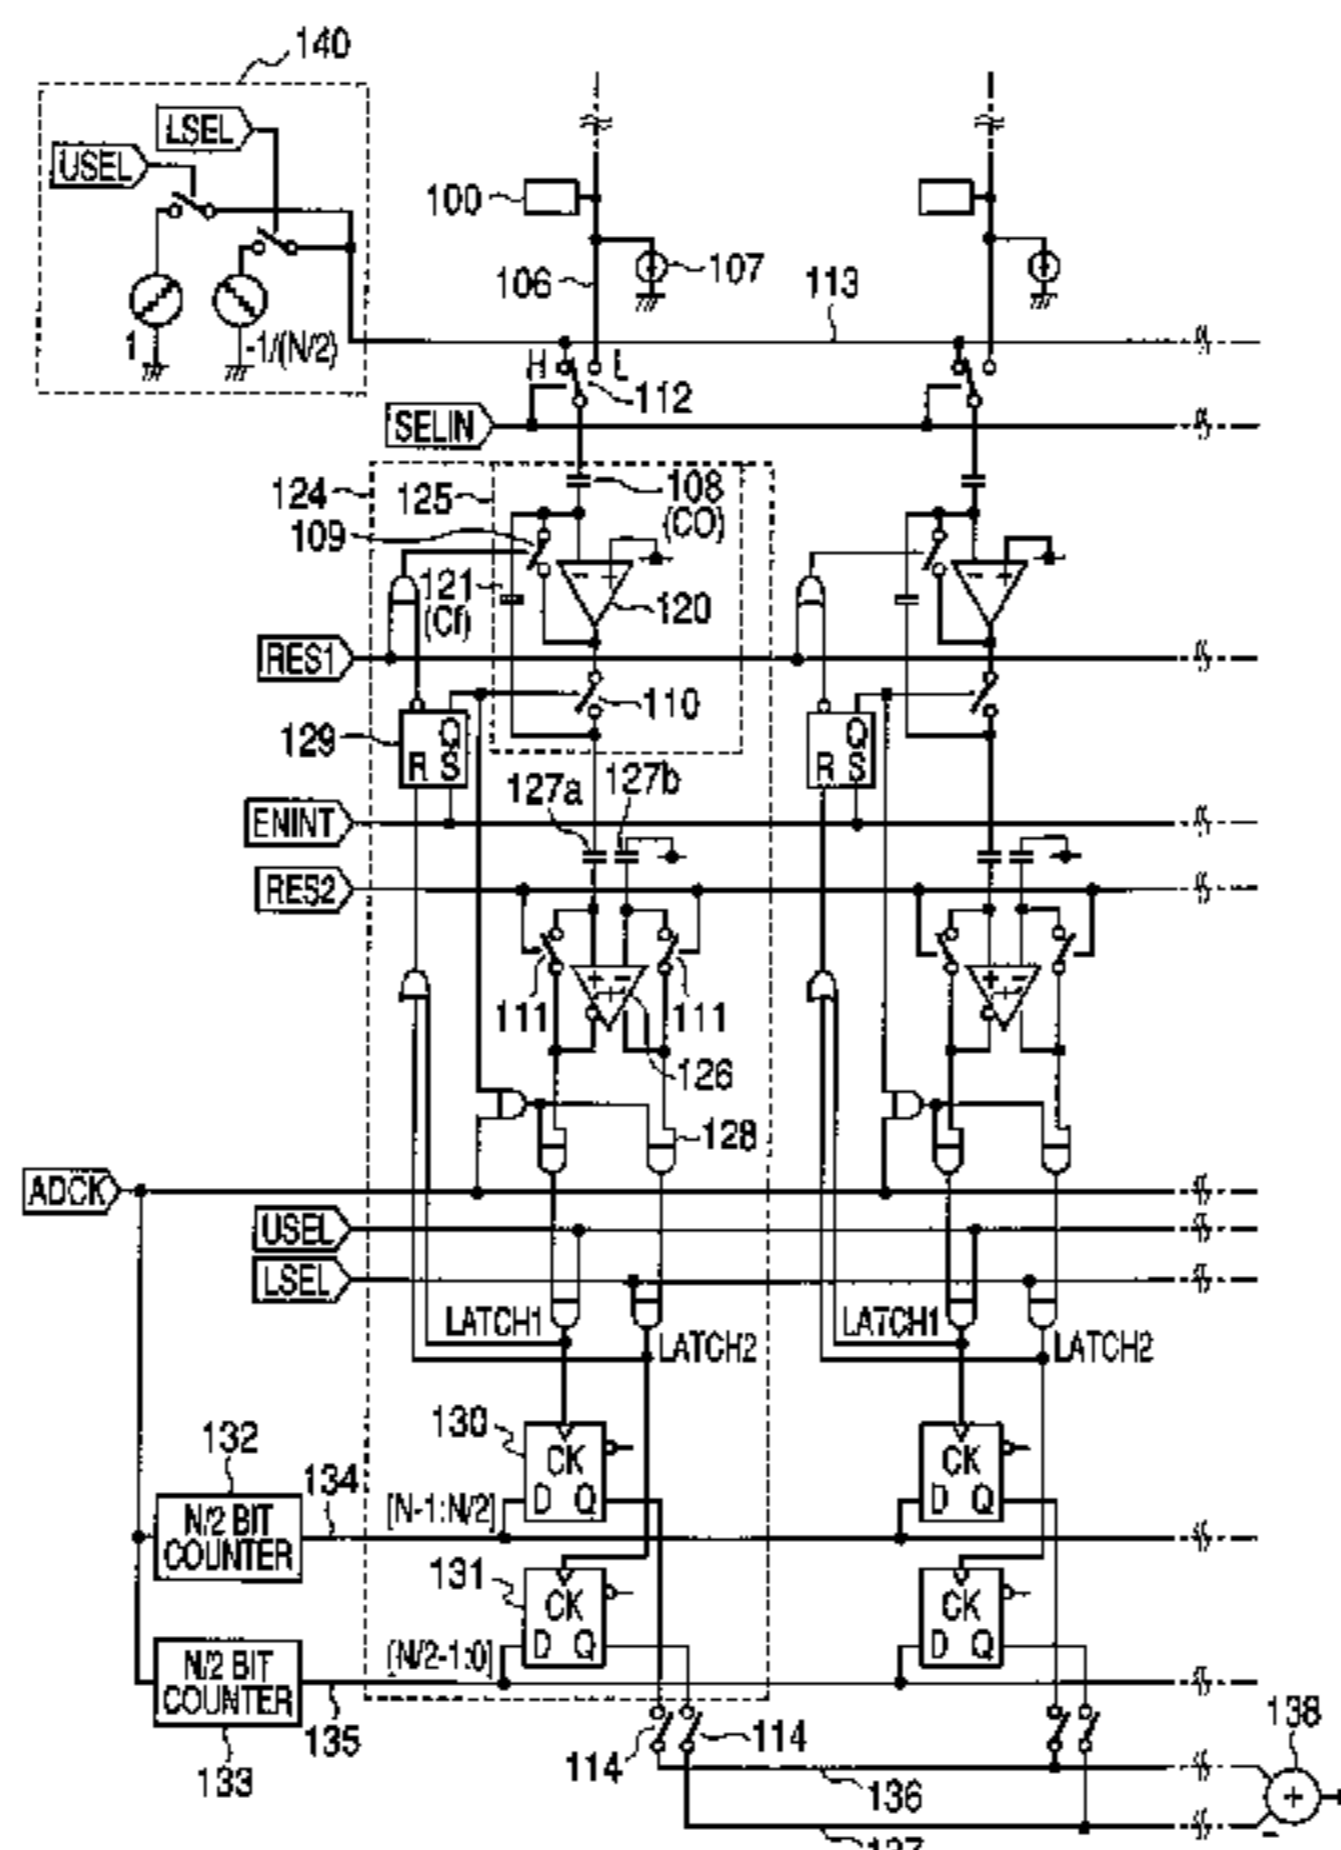 140
LSEL
USEL
100
107
106
113
1
-1/(N/2)
H
L
112
SELIN
124
125
108
(CO)
109
121
(Cf)
-
+
120
-
+
RES1
110
129
Q
R S
Q
R S
127a
127b
ENINT
RES2
+
-
+
-
111
111
126
128
ADCK
USEL
LSEL
LATCH1
LATCH2
LATCH1
LATCH2
130
CK
D Q
CK
D Q
132
134
[N-1:N/2]
N/2 BIT
COUNTER
131
CK
D Q
CK
D Q
[N/2-1:0]
N/2 BIT
COUNTER
135
133
114
114
138
136
+
-
137